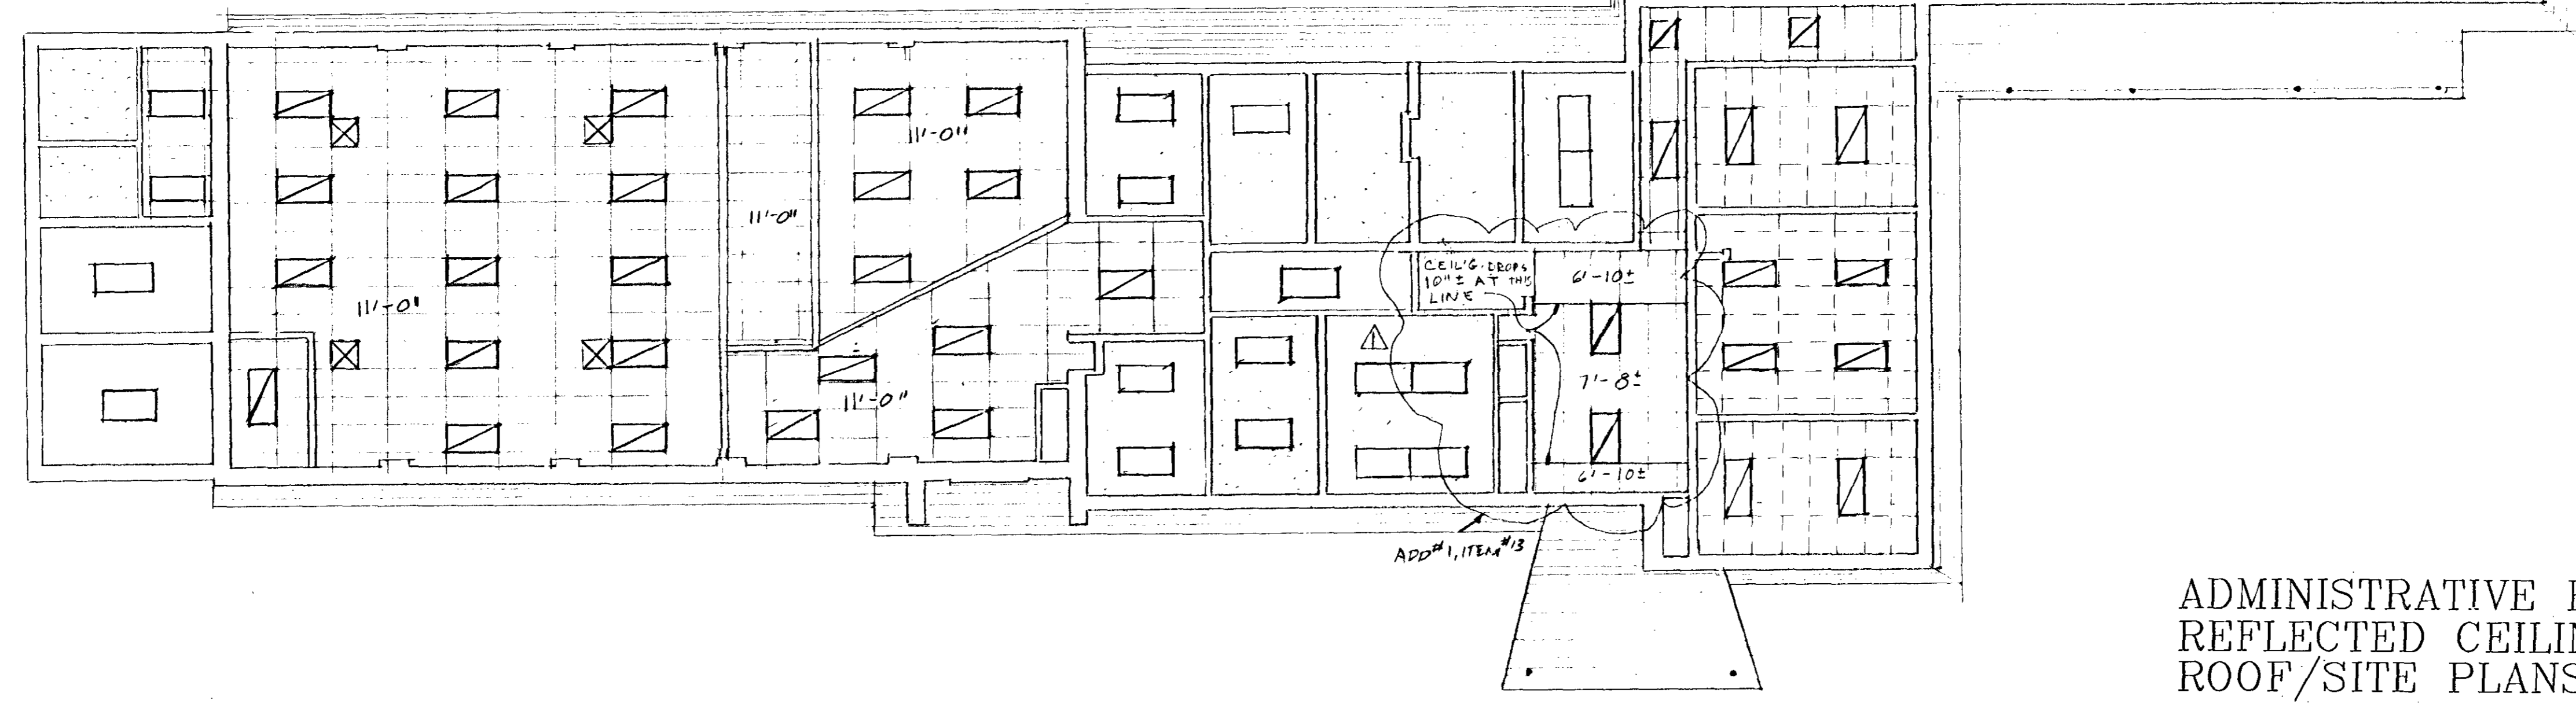 11'-0"
11'-0"
11'-0"
11'-0"
CEIL'G. DROPS
10"± AT THIS
LINE
6'-10±
7'-8±
6'-10±
1
ADD#1, ITEM#13
ADMINISTRATIVE
REFLECTED
ROOF/SITE PLANS